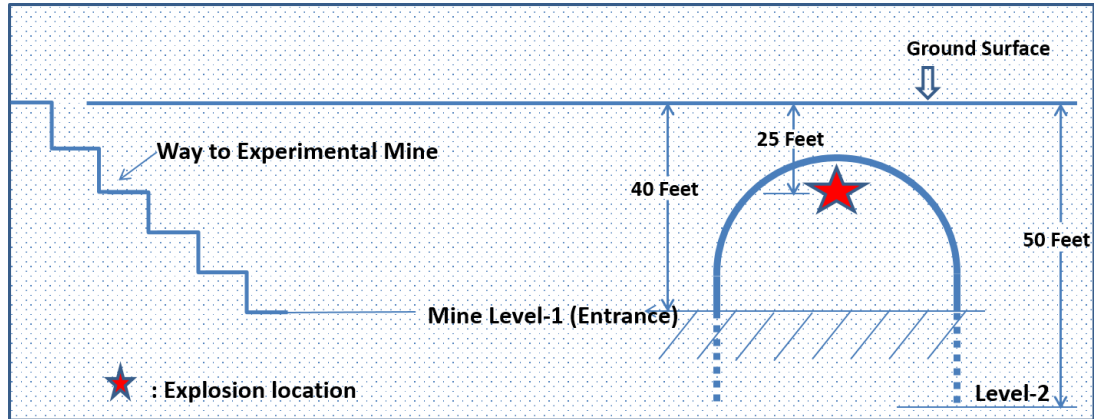 Ground Surface
25 Feet
Way to Experimental Mine
40 Feet
50 Feet
Mine Level-1 (Entrance)
: Explosion location
Level-2